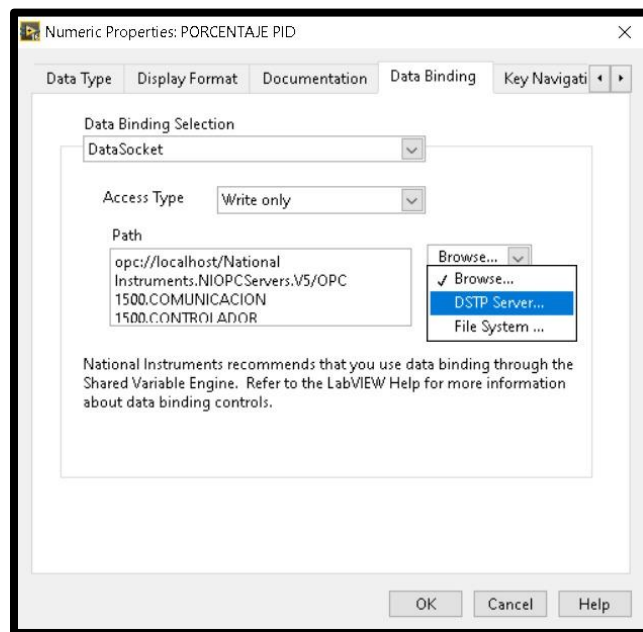 Numeric Properties: PORCENTAJE PID
Data Type Display Format Documentation Data Binding Key Navigati
Data Binding Selection
DataSocket
Access Type Write only
Path
opc://localhost/National
Instruments.NIOPCServers.V5/OPC
1500.COMUNICACION
1500.CONTROLADOR
Browse...
✓ Browse...
DSTP Server...
File System ...
National Instruments recommends that you use data binding through the
Shared Variable Engine. Refer to the LabVIEW Help for more information
about data binding controls.
OK Cancel Help